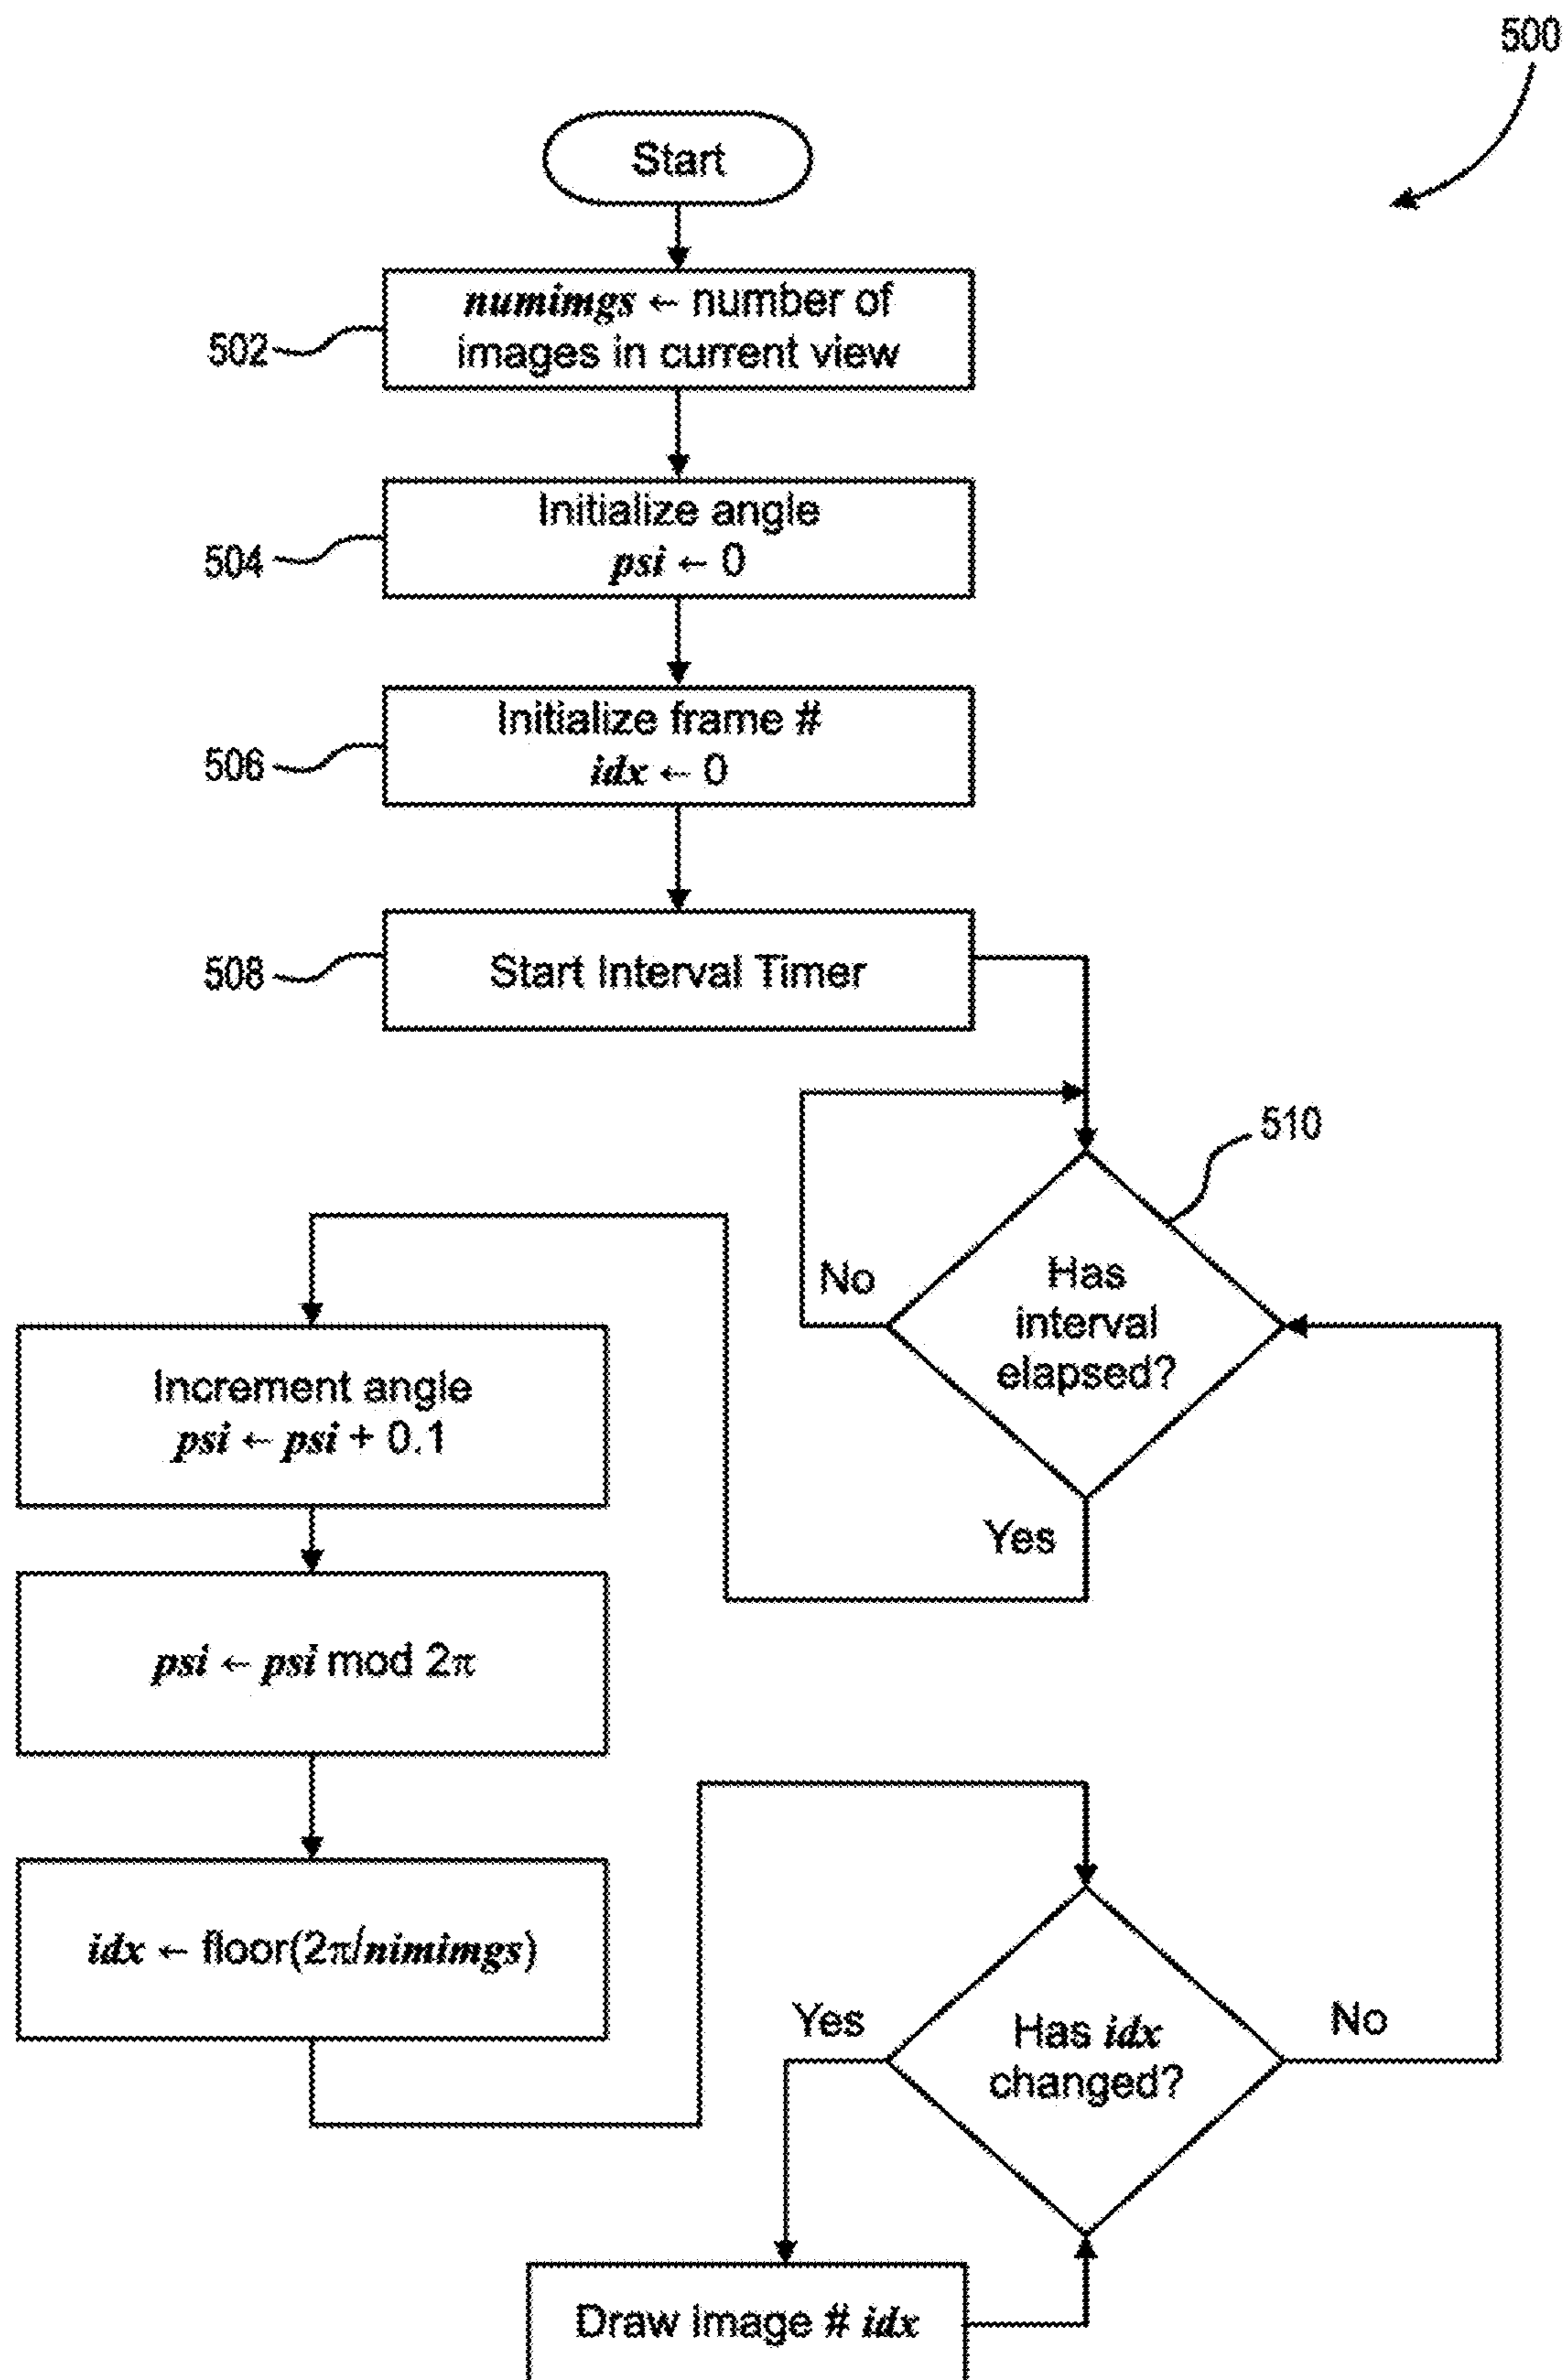 500
Start
502
numimgs ← number of
images in current view
504
Initialize angle
psi ← 0
506
Initialize frame #
idx ← 0
508
Start Interval Timer
510
Has
interval
elapsed?
No
Yes
Increment angle
psi ← psi + 0.1
psi ← psi mod 2π
idx ← floor(2π/nimimgs)
Has idx
changed?
Yes
No
Draw image # idx